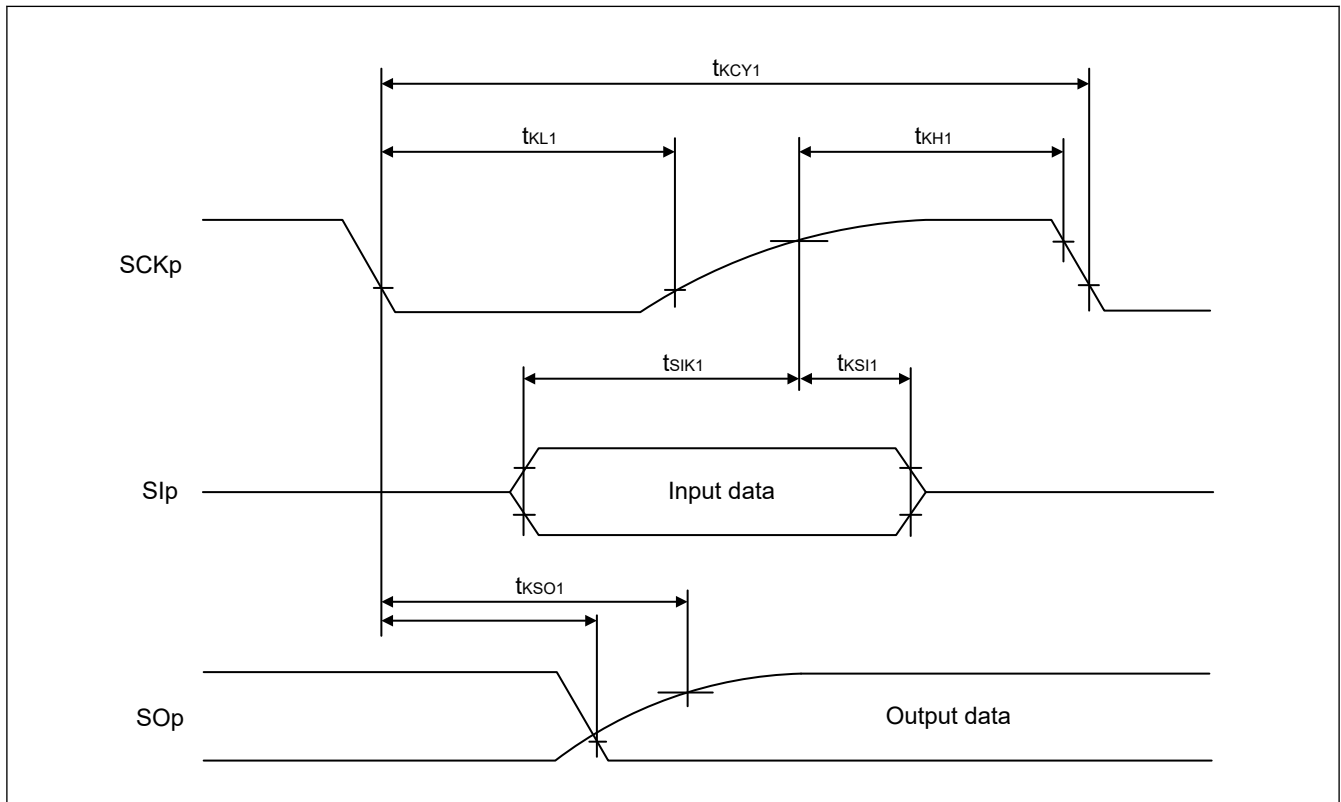 tKCY1
tKL1
tKH1
SCKp
tSIK1
tKSI1
SIp
Input data
tKSO1
SOp
Output data